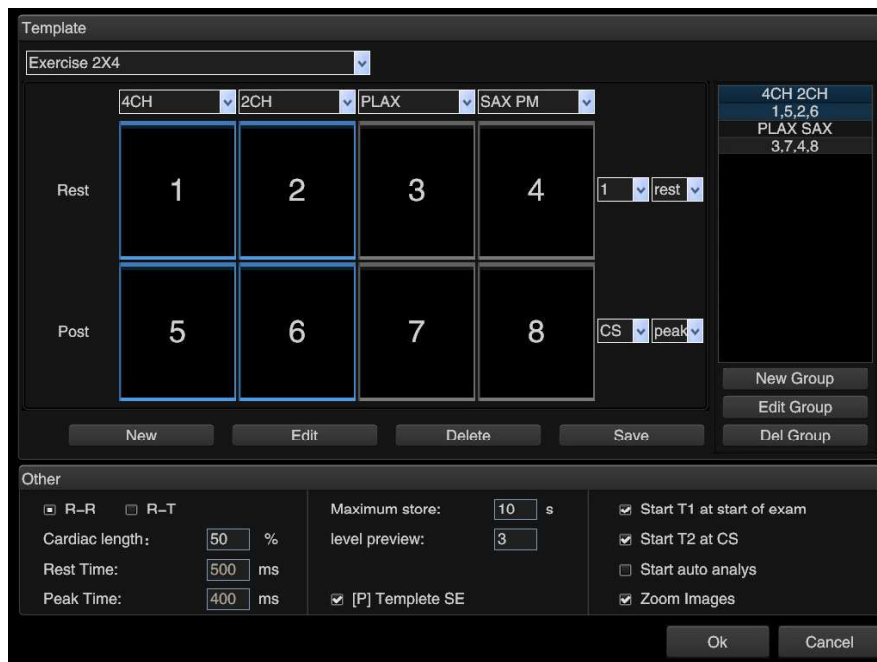 Template
Exercise 2X4
4CH 2CH PLAX SAX PM
4CH 2CH
1,5,2,6
PLAX SAX
3,7,4,8
Rest 1 2 3 4 1 rest
Post 5 6 7 8 CS peak
New Group
Edit Group
Del Group
New Edit Delete Save
Other
R–R R–T
Cardiac length: 50 %
Rest Time: 500 ms
Peak Time: 400 ms
Maximum store: 10 s
level preview: 3
[P] Templete SE
Start T1 at start of exam
Start T2 at CS
Start auto analys
Zoom Images
Ok Cancel